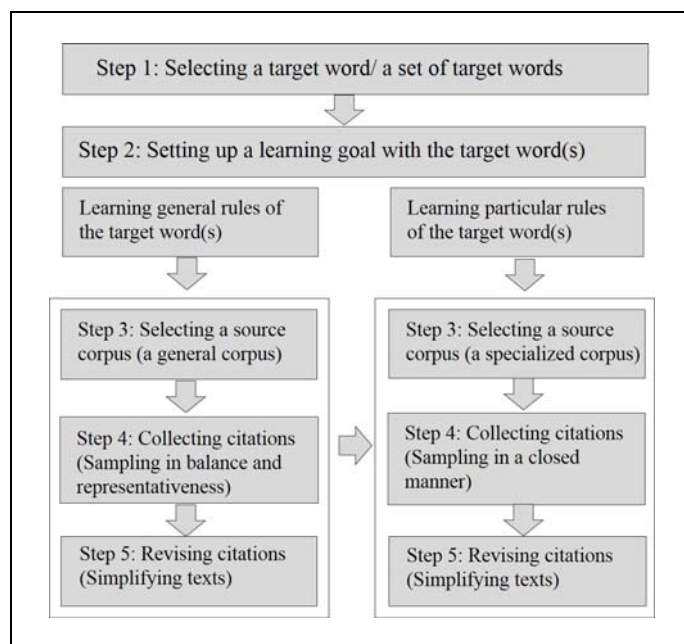 Step 1: Selecting a target word/ a set of target words
Step 2: Setting up a learning goal with the target word(s)
Learning general rules of
the target word(s)
Step 3: Selecting a source
corpus (a general corpus)
Step 4: Collecting citations
(Sampling in balance and
representativeness)
Step 5: Revising citations
(Simplifying texts)
Learning particular rules
of the target word(s)
Step 3: Selecting a source
corpus (a specialized corpus)
Step 4: Collecting citations
(Sampling in a closed
manner)
Step 5: Revising citations
(Simplifying texts)